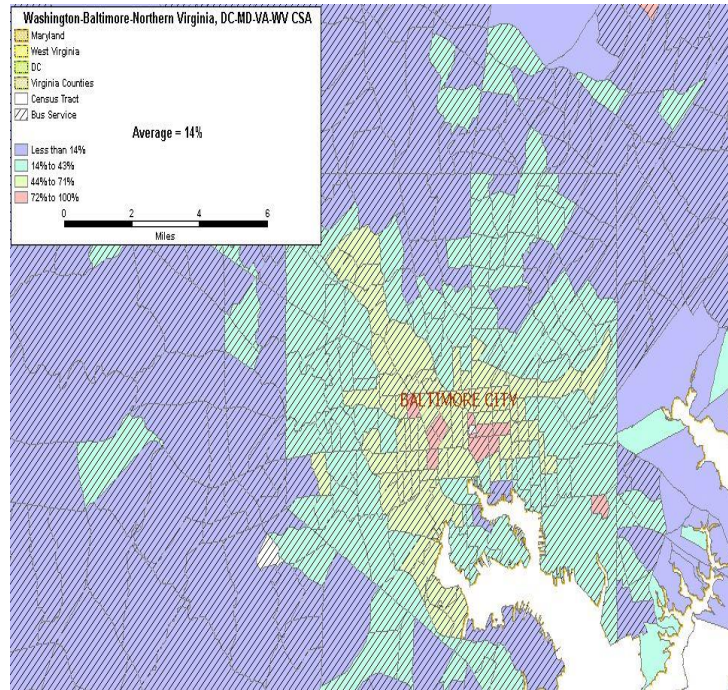 Washington-Baltimore-Northern Virginia, DC-MD-VA-WV CSA
Maryland
West Virginia
DC
Virginia Counties
Census Tract
Bus Service
Average = 14%
Less than 14%
14% to 43%
44% to 71%
72% to 100%
0 2 4 6
Miles
BALTIMORE CITY